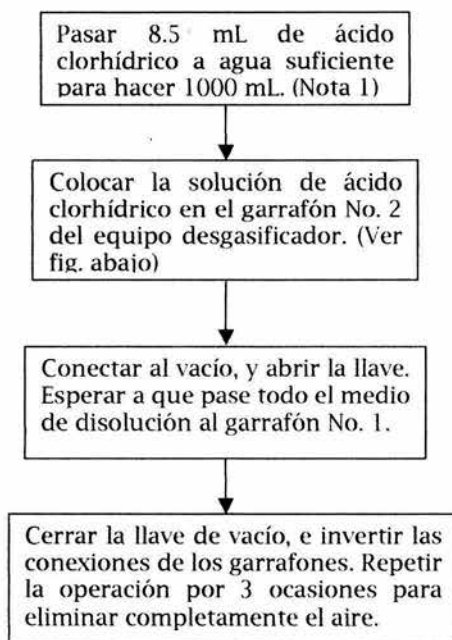 Pasar 8.5 mL de ácido
clorhídrico a agua suficiente
para hacer 1000 mL. (Nota 1)
Colocar la solución de ácido
clorhídrico en el garrafón No. 2
del equipo desgasificador. (Ver
fig. abajo)
Conectar al vacío, y abrir la llave.
Esperar a que pase todo el medio
de disolución al garrafón No. 1.
Cerrar la llave de vacío, e invertir las
conexiones de los garrafones. Repetir
la operación por 3 ocasiones para
eliminar completamente el aire.